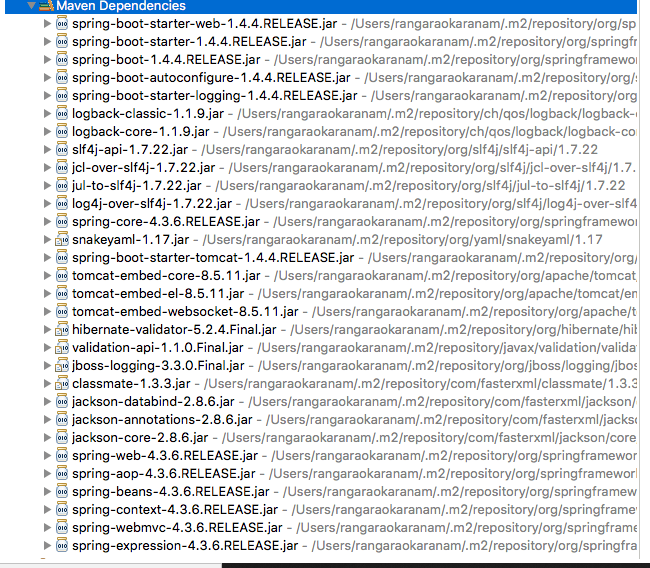 Maven Dependencies
spring-boot-starter-web-1.4.4.RELEASE.jar - /Users/rangaraokaranam/.m2/repository/org/sp
spring-boot-starter-1.4.4.RELEASE.jar - /Users/rangaraokaranam/.m2/repository/org/springf
spring-boot-1.4.4.RELEASE.jar - /Users/rangaraokaranam/.m2/repository/org/springframewor
spring-boot-autoconfigure-1.4.4.RELEASE.jar - /Users/rangaraokaranam/.m2/repository/org/s
spring-boot-starter-logging-1.4.4.RELEASE.jar - /Users/rangaraokaranam/.m2/repository/org
logback-classic-1.1.9.jar - /Users/rangaraokaranam/.m2/repository/ch/qos/logback/logback-c
logback-core-1.1.9.jar - /Users/rangaraokaranam/.m2/repository/ch/qos/logback/logback-co
slf4j-api-1.7.22.jar - /Users/rangaraokaranam/.m2/repository/org/slf4j/slf4j-api/1.7.22
jcl-over-slf4j-1.7.22.jar - /Users/rangaraokaranam/.m2/repository/org/slf4j/jcl-over-slf4j/1.7.
jul-to-slf4j-1.7.22.jar - /Users/rangaraokaranam/.m2/repository/org/slf4j/jul-to-slf4j/1.7.22
log4j-over-slf4j-1.7.22.jar - /Users/rangaraokaranam/.m2/repository/org/slf4j/log4j-over-slf4
spring-core-4.3.6.RELEASE.jar - /Users/rangaraokaranam/.m2/repository/org/springframewo
snakeyaml-1.17.jar - /Users/rangaraokaranam/.m2/repository/org/yaml/snakeyaml/1.17
spring-boot-starter-tomcat-1.4.4.RELEASE.jar - /Users/rangaraokaranam/.m2/repository/org/
tomcat-embed-core-8.5.11.jar - /Users/rangaraokaranam/.m2/repository/org/apache/tomcat/
tomcat-embed-el-8.5.11.jar - /Users/rangaraokaranam/.m2/repository/org/apache/tomcat/em
tomcat-embed-websocket-8.5.11.jar - /Users/rangaraokaranam/.m2/repository/org/apache/t
hibernate-validator-5.2.4.Final.jar - /Users/rangaraokaranam/.m2/repository/org/hibernate/hib
validation-api-1.1.0.Final.jar - /Users/rangaraokaranam/.m2/repository/javax/validation/valida
jboss-logging-3.3.0.Final.jar - /Users/rangaraokaranam/.m2/repository/org/jboss/logging/jbos
classmate-1.3.3.jar - /Users/rangaraokaranam/.m2/repository/com/fasterxml/classmate/1.3.3
jackson-databind-2.8.6.jar - /Users/rangaraokaranam/.m2/repository/com/fasterxml/jackson/
jackson-annotations-2.8.6.jar - /Users/rangaraokaranam/.m2/repository/com/fasterxml/jackso
jackson-core-2.8.6.jar - /Users/rangaraokaranam/.m2/repository/com/fasterxml/jackson/core
spring-web-4.3.6.RELEASE.jar - /Users/rangaraokaranam/.m2/repository/org/springframewor
spring-aop-4.3.6.RELEASE.jar - /Users/rangaraokaranam/.m2/repository/org/springframewor
spring-beans-4.3.6.RELEASE.jar - /Users/rangaraokaranam/.m2/repository/org/springframew
spring-context-4.3.6.RELEASE.jar - /Users/rangaraokaranam/.m2/repository/org/springframe
spring-webmvc-4.3.6.RELEASE.jar - /Users/rangaraokaranam/.m2/repository/org/springframe
spring-expression-4.3.6.RELEASE.jar - /Users/rangaraokaranam/.m2/repository/org/springfra